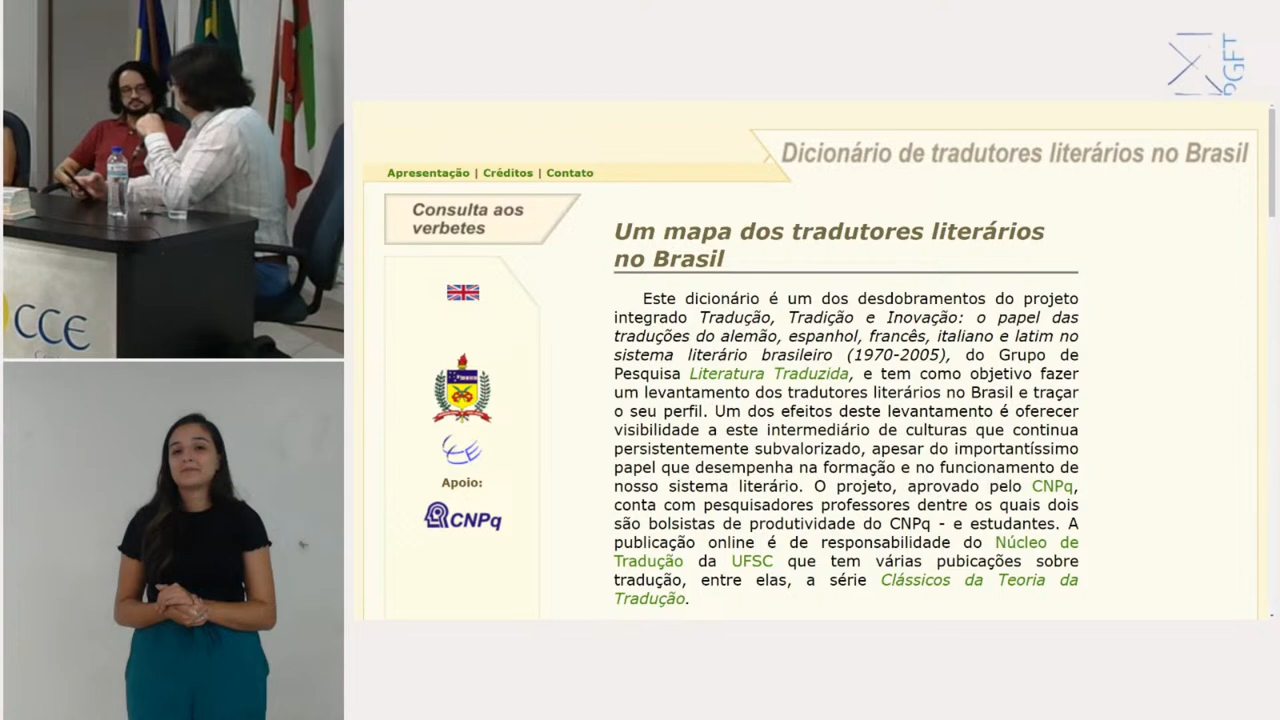 PGFT
Dicionário de tradutores literários no Brasil
Apresentação | Créditos | Contato
Consulta aos
verbetes
Um mapa dos tradutores literários
no Brasil
Este dicionário é um dos desdobramentos do projeto
integrado Tradução, Tradição e Inovação: o papel das
traduções do alemão, espanhol, francês, italiano e latim no
sistema literário brasileiro (1970-2005), do Grupo de
Pesquisa Literatura Traduzida, e tem como objetivo fazer
um levantamento dos tradutores literários no Brasil e traçar
o seu perfil. Um dos efeitos deste levantamento é oferecer
visibilidade a este intermediário de culturas que continua
persistentemente subvalorizado, apesar do importantíssimo
papel que desempenha na formação e no funcionamento de
nosso sistema literário. O projeto, aprovado pelo CNPq,
conta com pesquisadores professores dentre os quais dois
são bolsistas de produtividade do CNPq - e estudantes. A
publicação online é de responsabilidade do Núcleo de
Tradução da UFSC que tem várias pubicações sobre
tradução, entre elas, a série Clássicos da Teoria da
Tradução.
CCE
Apoio:
CNPq
CCE